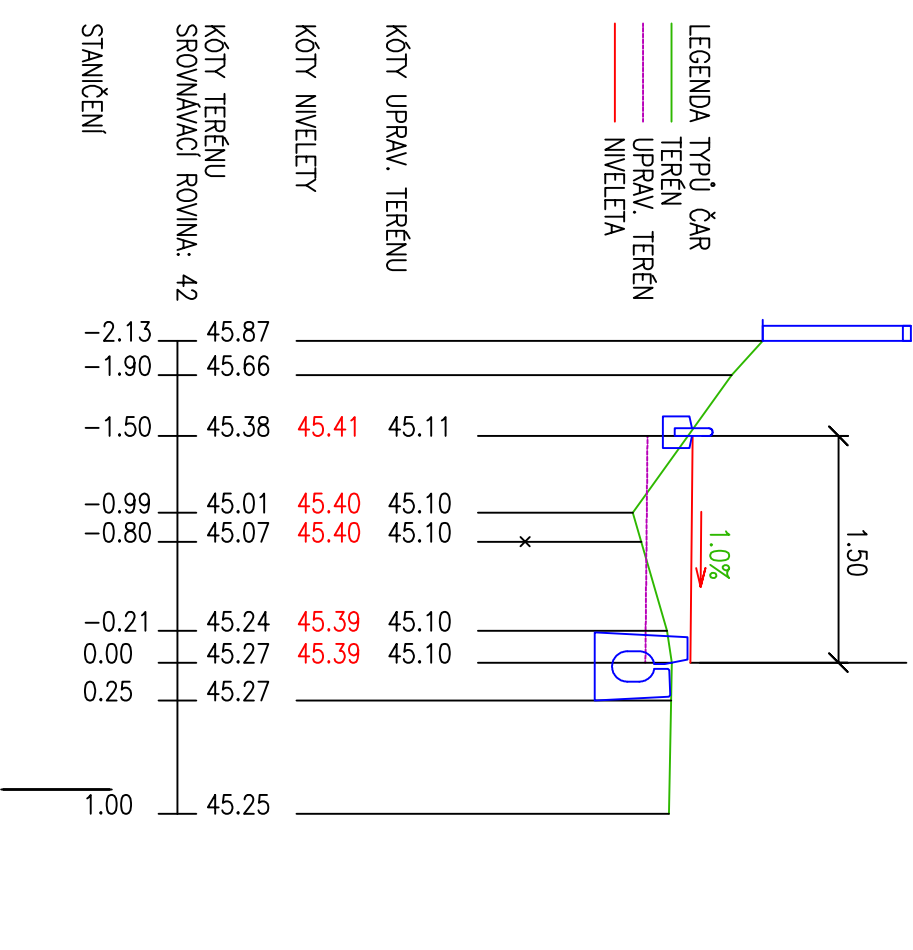 LEGENDA TYPŮ ČAR
TERÉN
UPRAV. TERÉN
NIVELETA
KÓTY UPRAV. TERÉNU
KÓTY NIVELETY
KÓTY TERÉNU
SROVNÁVACÍ ROVINA: 42
STANIČENÍ
-2.13 45.87
-1.90 45.66
-1.50 45.38 45.41 45.11
-0.99 45.01 45.40 45.10
-0.80 45.07 45.40 45.10
-0.21 45.24 45.39 45.10
0.00 45.27 45.39 45.10
0.25 45.27
1.00 45.25
1.0%
1.50